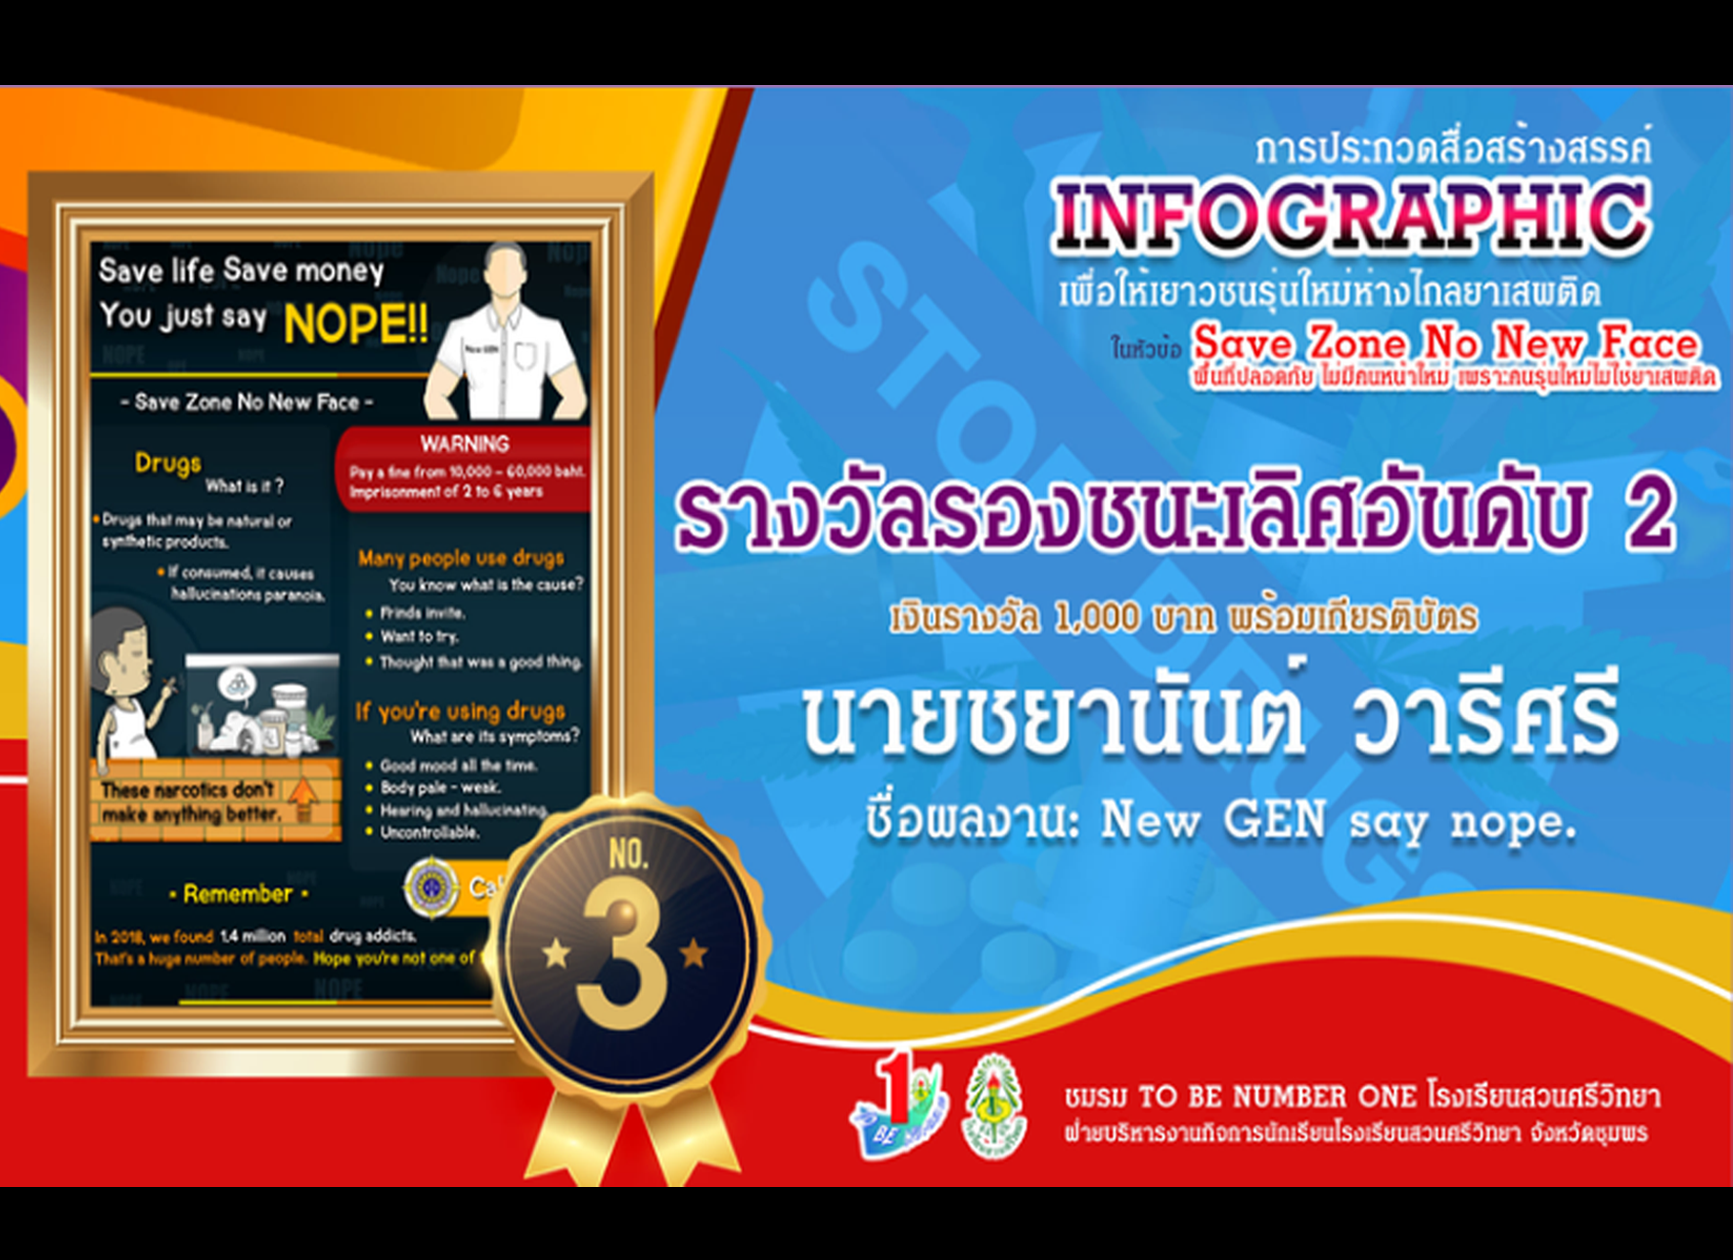 การประกวดสื่อสร้างสรรค์
INFOGRAPHIC
เพื่อให้เยาวชนรุ่นใหม่ห่างไกลยาเสพติด
ในหัวข้อ Save Zone No New Face
พื้นที่ปลอดภัย ไม่มีคนหน้าใหม่ เพราะคนรุ่นใหม่ไม่ใช้ยาเสพติด
รางวัลรองชนะเลิศอันดับ 2
เงินรางวัล 1,000 บาท พร้อมเกียรติบัตร
นายชยานันต์ วารีศรี
ชื่อผลงาน: New GEN say nope.
STOP DRUGS
ชมรม TO BE NUMBER ONE โรงเรียนสวนศรีวิทยา
ฝ่ายบริหารงานกิจการนักเรียนโรงเรียนสวนศรีวิทยา จังหวัดชุมพร
Save life Save money
You just say NOPE!!
New GEN
- Save Zone No New Face -
Drugs
What is it ?
Drugs that may be natural or
synthetic products.
If consumed, it causes
hallucinations paranoia.
These narcotics don't
make anything better.
WARNING
Pay a fine from 10,000 - 60,000 baht.
Imprisonment of 2 to 6 years
Many people use drugs
You know what is the cause?
Frinds invite.
Want to try.
Thought that was a good thing.
If you're using drugs
What are its symptoms?
Good mood all the time.
Body pale - weak.
Hearing and hallucinating.
Uncontrollable.
- Remember -
In 2018, we found 1.4 million total drug addicts.
That's a huge number of people. Hope you're not one of
NO.
3